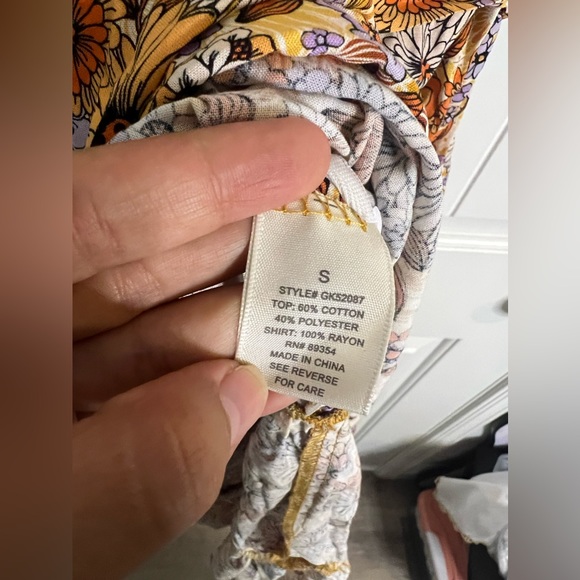 S
STYLE# GK52087
TOP: 60% COTTON
40% POLYESTER
SHIRT: 100% RAYON
RN# 89354
MADE IN CHINA
SEE REVERSE
FOR CARE